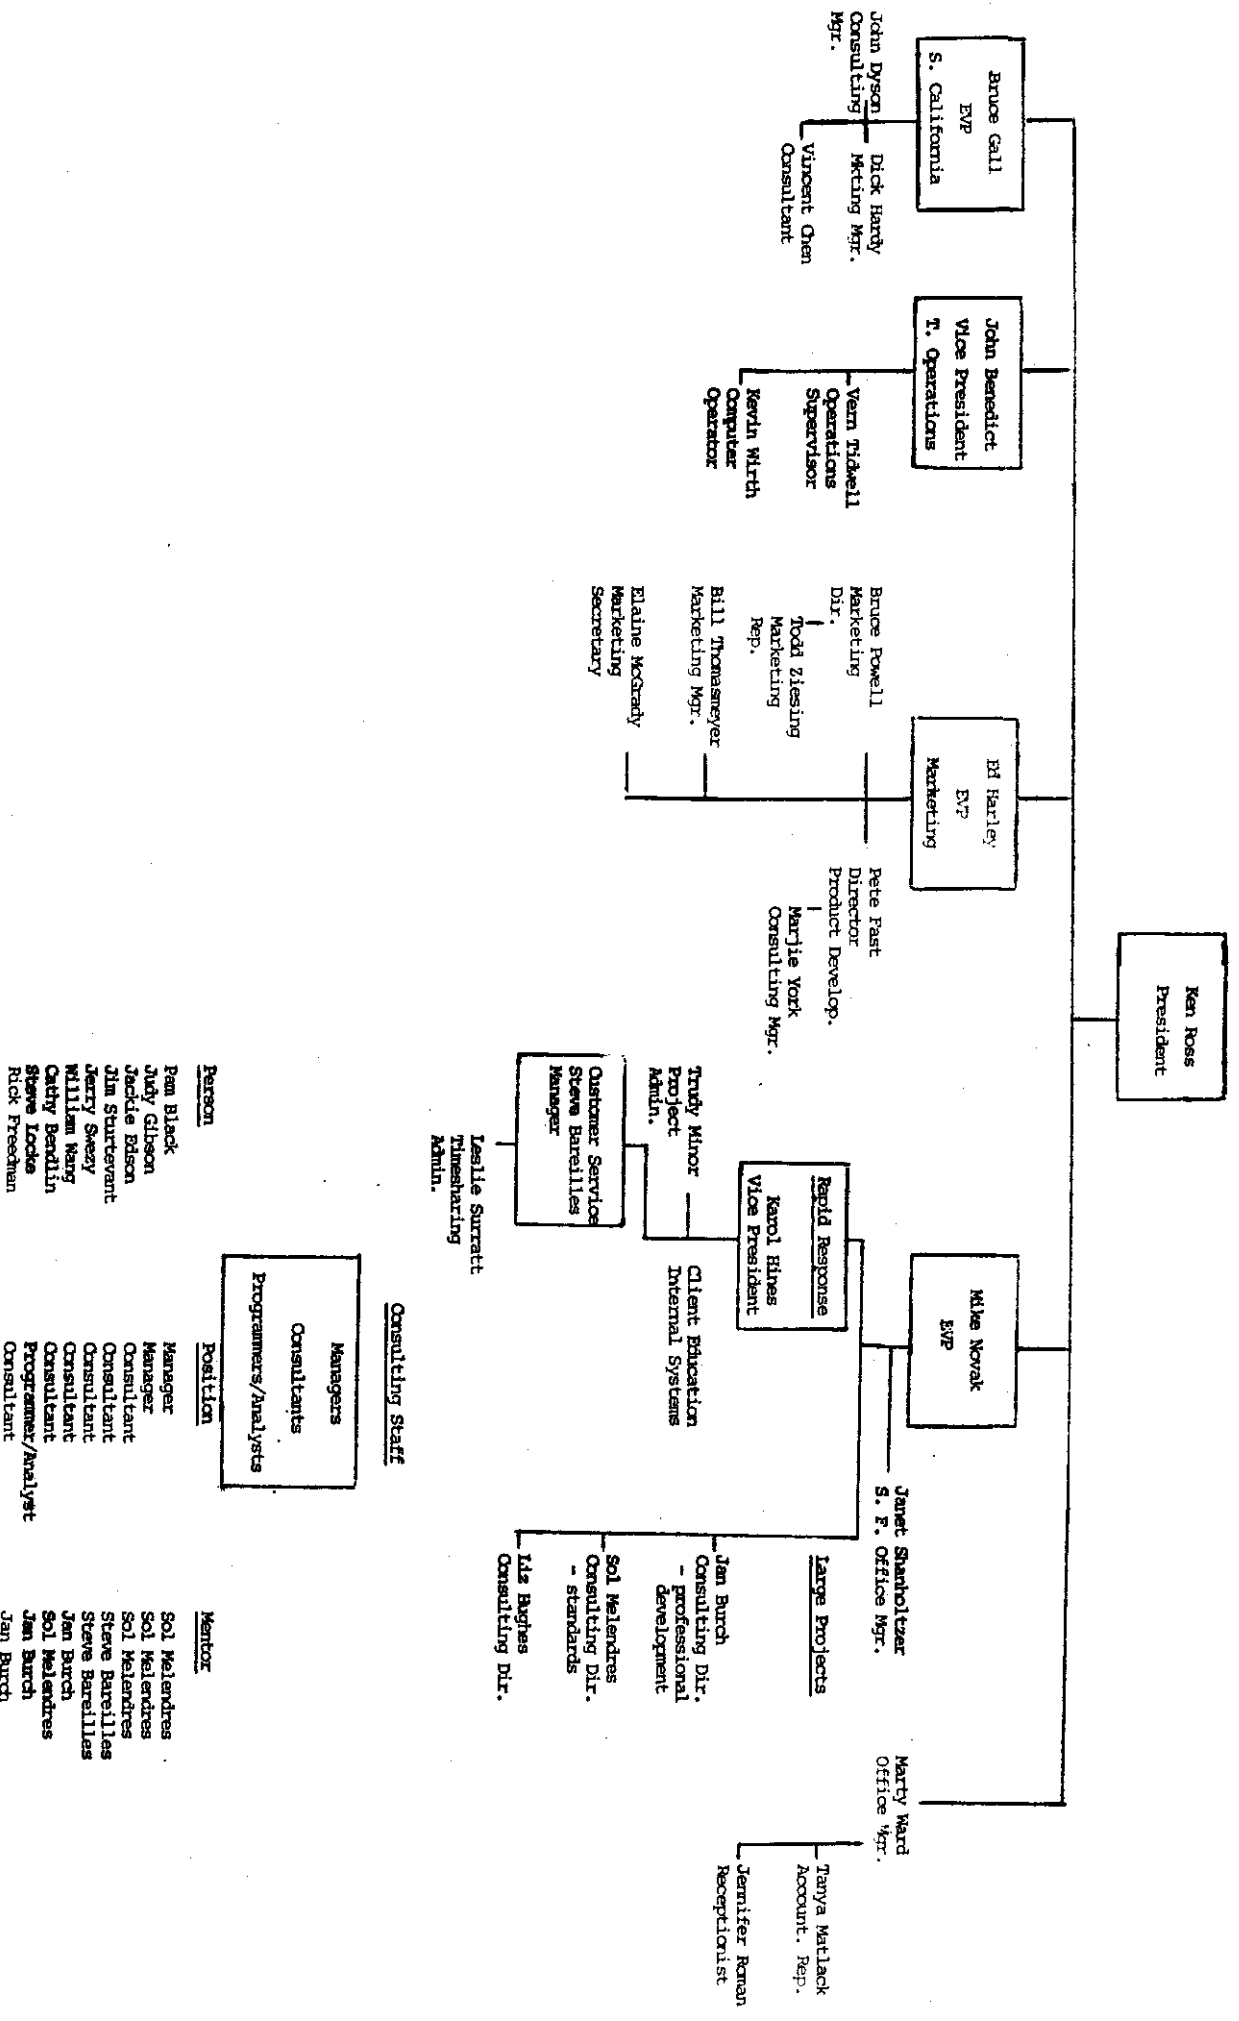 Ken Ross
President
Bruce Gall
EVP
S. California
John Dyson
Consulting
Mgr.
Dick Hardy
Mkting Mgr.
Vincent Chen
Consultant
John Benedict
Vice President
T. Operations
Vern Tidwell
Operations
Supervisor
Kevin Wirth
Computer
Operator
Ed Harley
EVP
Marketing
Bruce Powell
Marketing
Dir.
Todd Ziesing
Marketing
Rep.
Bill Thomasmeyer
Marketing Mgr.
Elaine McGrady
Marketing
Secretary
Pete Fast
Director
Product Develop.
Marjie York
Consulting Mgr.
Mike Novak
EVP
Janet Shanholtzer
S. F. Office Mgr.
Rapid Response
Karol Hines
Vice President
Trudy Minor
Project
Admin.
Client Education
Internal Systems
Customer Service
Steve Bareilles
Manager
Leslie Surratt
Timesharing
Admin.
Large Projects
Jan Burch
Consulting Dir.
- professional
development
Sol Melendres
Consulting Dir.
- standards
Liz Hughes
Consulting Dir.
Marty Ward
Office Mgr.
Tanya Matlack
Account. Rep.
Jennifer Roman
Receptionist
Consulting Staff
Managers
Consultants
Programmers/Analysts
Person Position Mentor
Pam Black Manager Sol Melendres
Judy Gibson Manager Sol Melendres
Jackie Edison Consultant Sol Melendres
Jim Sturtevant Consultant Steve Bareilles
Jerry Swezy Consultant Steve Bareilles
William Wang Consultant Jan Burch
Cathy Bendlin Consultant Sol Melendres
Steve Locke Programmer/Analyst Jan Burch
Rick Freedman Consultant Jan Burch